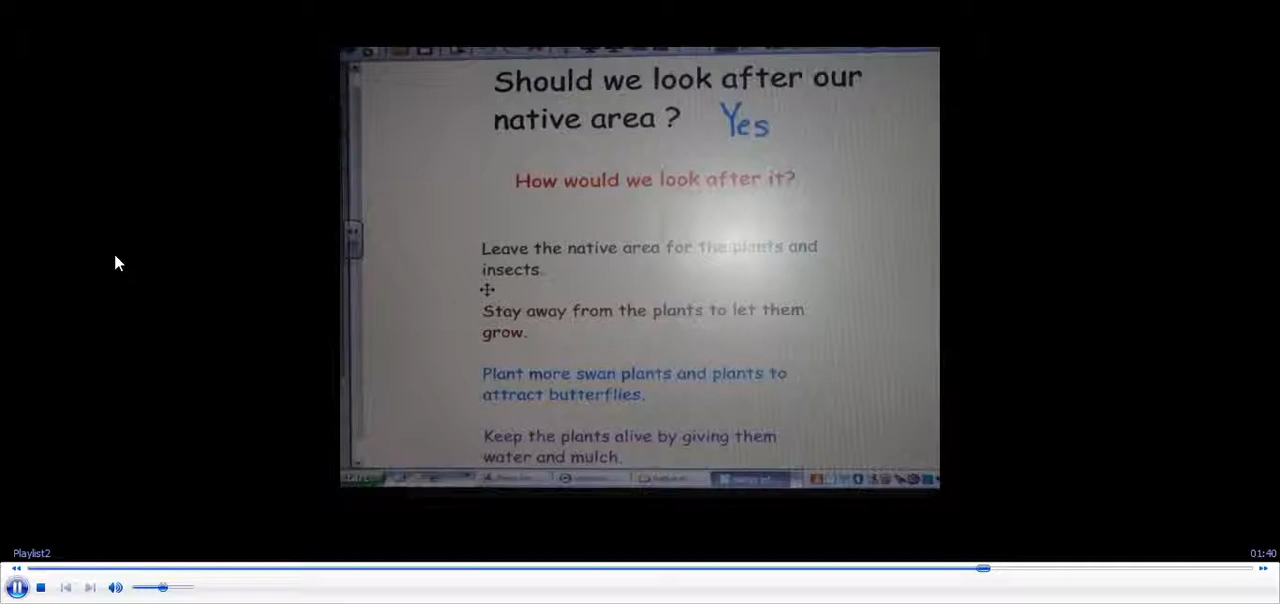 Should we look after our
native area ? Yes
How would we look after it?
Leave the native area for the plants and
insects.
Stay away from the plants to let them
grow.
Plant more swan plants and plants to
attract butterflies.
Keep the plants alive by giving them
water and mulch.
Playlist2
01:40